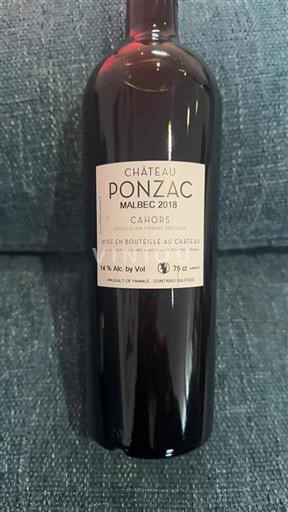 CHÂTEAU
PONZAC
MALBEC 2018
CAHORS
APPELLATION ORIGINE PROTÉGÉE
MISE EN BOUTEILLE AU CHÂTEAU
14 % Alc. by Vol
75 cl
PRODUCT OF FRANCE - CONTAINS SULFITES